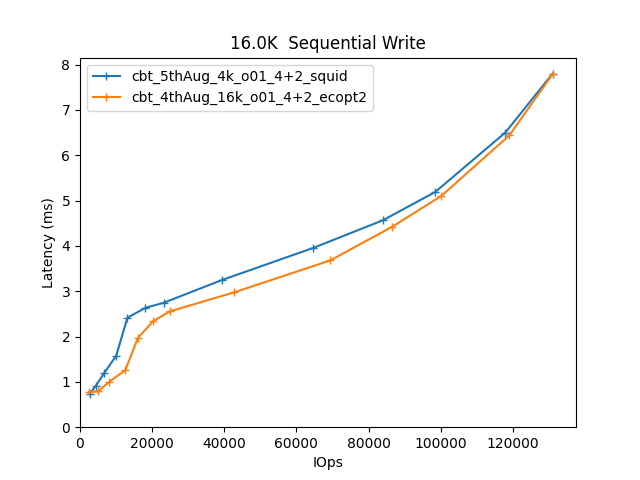 16.0K  Sequential Write
cbt_5thAug_4k_o01_4+2_squid
cbt_4thAug_16k_o01_4+2_ecopt2
Latency (ms)
8
7
6
5
4
3
2
1
0
0 20000 40000 60000 80000 100000 120000
IOps